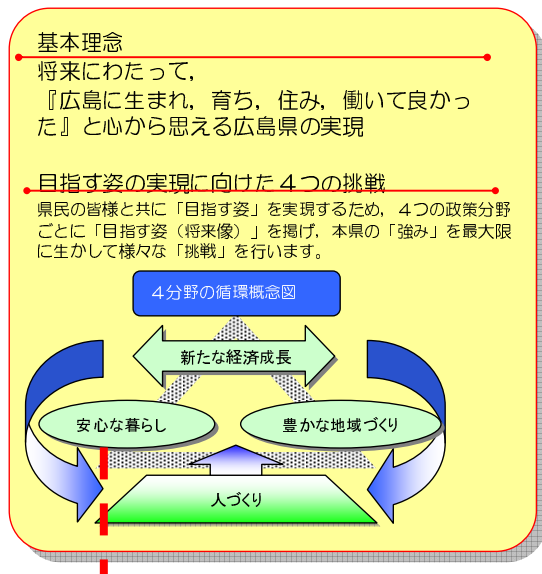 基本理念
将来にわたって，
『広島に生まれ，育ち，住み，働いて良かっ
た』と心から思える広島県の実現
目指す姿の実現に向けた４つの挑戦
県民の皆様と共に「目指す姿」を実現するため，４つの政策分野
ごとに「目指す姿（将来像）」を掲げ，本県の「強み」を最大限
に生かして様々な「挑戦」を行います。
４分野の循環概念図
新たな経済成長
安心な暮らし
豊かな地域づくり
人づくり